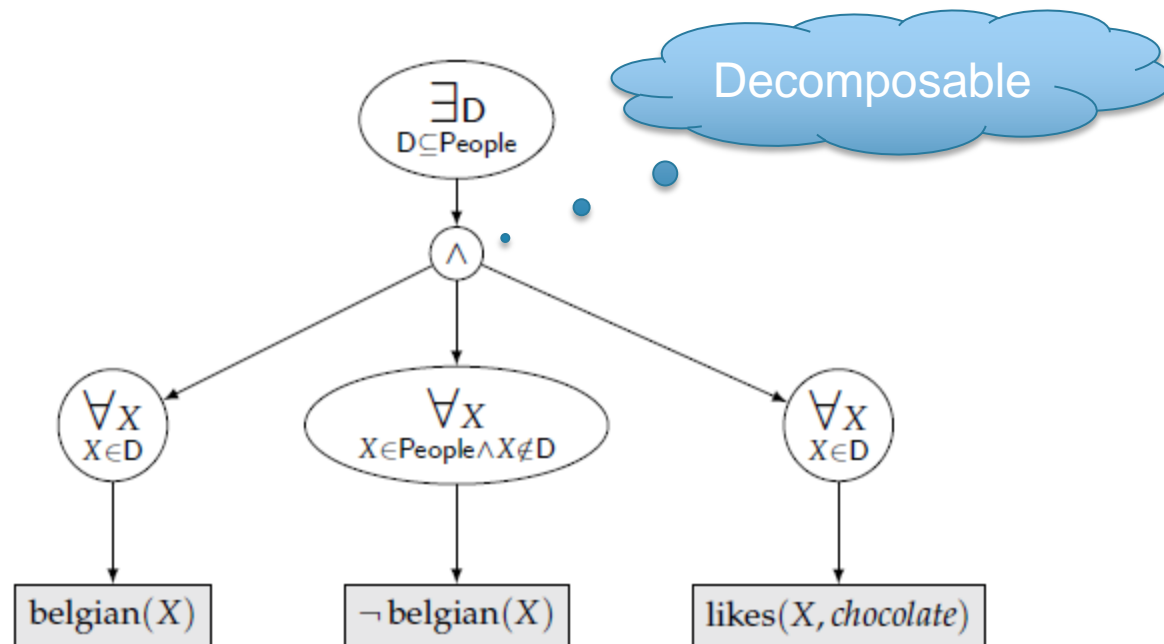 Decomposable
∃D
D⊆People
∧
∀X
X∈D
∀X
X∈People∧X∉D
∀X
X∈D
belgian(X)
¬ belgian(X)
likes(X, chocolate)